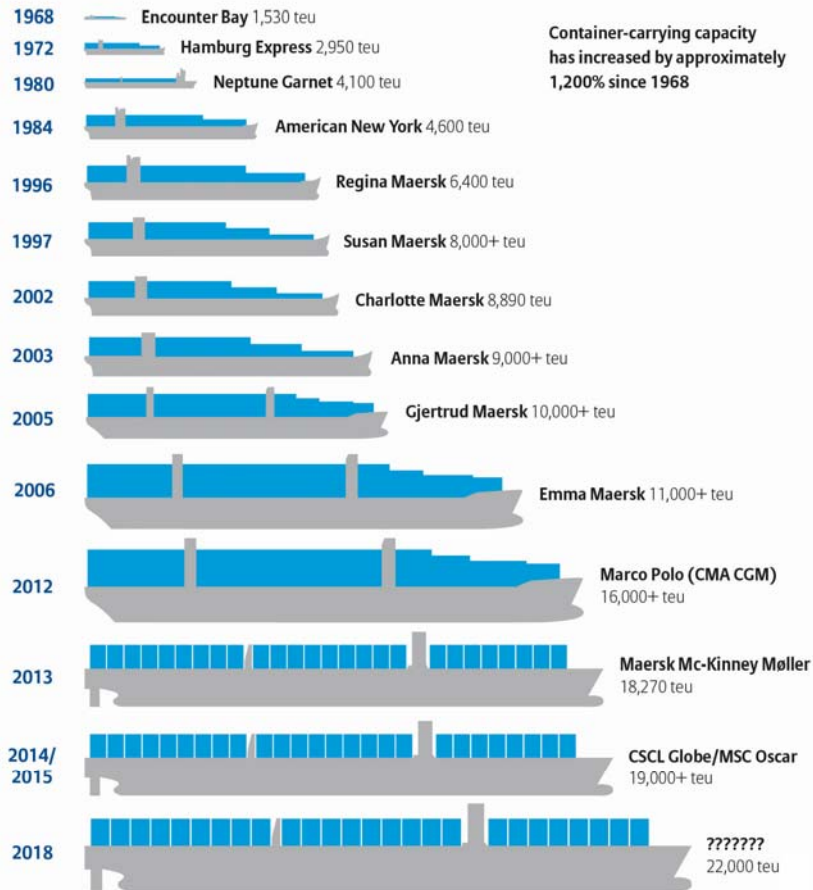 1968 Encounter Bay 1,530 teu
Container-carrying capacity
has increased by approximately
1,200% since 1968
1972 Hamburg Express 2,950 teu
1980 Neptune Garnet 4,100 teu
1984 American New York 4,600 teu
1996 Regina Maersk 6,400 teu
1997 Susan Maersk 8,000+ teu
2002 Charlotte Maersk 8,890 teu
2003 Anna Maersk 9,000+ teu
2005 Gjertrud Maersk 10,000+ teu
2006 Emma Maersk 11,000+ teu
2012 Marco Polo (CMA CGM)
16,000+ teu
2013 Maersk Mc-Kinney Møller
18,270 teu
2014/
2015 CSCL Globe/MSC Oscar
19,000+ teu
2018 ???????
22,000 teu